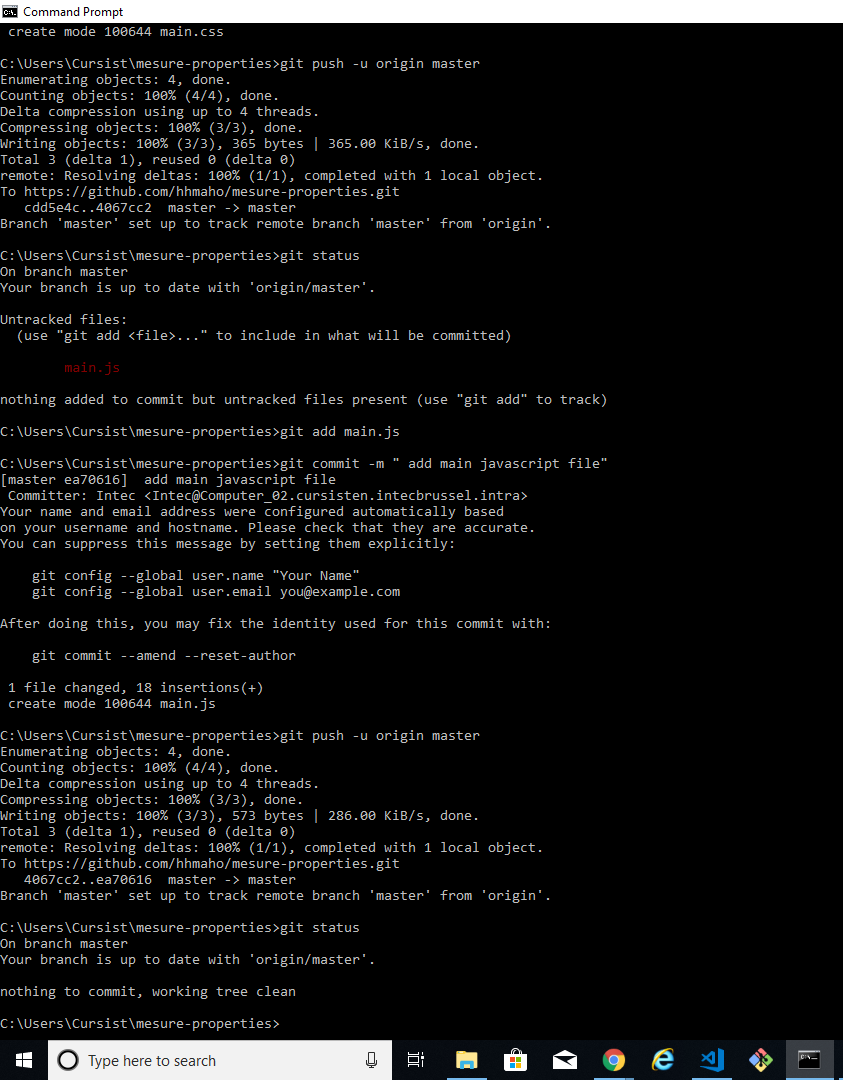 Command Prompt
create mode 100644 main.css
C:\Users\Cursist\mesure-properties>git push -u origin master
Enumerating objects: 4, done.
Counting objects: 100% (4/4), done.
Delta compression using up to 4 threads.
Compressing objects: 100% (3/3), done.
Writing objects: 100% (3/3), 365 bytes | 365.00 KiB/s, done.
Total 3 (delta 1), reused 0 (delta 0)
remote: Resolving deltas: 100% (1/1), completed with 1 local object.
To https://github.com/hhmaho/mesure-properties.git
   cdd5e4c..4067cc2  master -> master
Branch 'master' set up to track remote branch 'master' from 'origin'.
C:\Users\Cursist\mesure-properties>git status
On branch master
Your branch is up to date with 'origin/master'.
Untracked files:
  (use "git add <file>..." to include in what will be committed)
        main.js
nothing added to commit but untracked files present (use "git add" to track)
C:\Users\Cursist\mesure-properties>git add main.js
C:\Users\Cursist\mesure-properties>git commit -m " add main javascript file"
[master ea70616]  add main javascript file
 Committer: Intec <Intec@Computer_02.cursisten.intecbrussel.intra>
Your name and email address were configured automatically based
on your username and hostname. Please check that they are accurate.
You can suppress this message by setting them explicitly:
    git config --global user.name "Your Name"
    git config --global user.email you@example.com
After doing this, you may fix the identity used for this commit with:
    git commit --amend --reset-author
 1 file changed, 18 insertions(+)
 create mode 100644 main.js
C:\Users\Cursist\mesure-properties>git push -u origin master
Enumerating objects: 4, done.
Counting objects: 100% (4/4), done.
Delta compression using up to 4 threads.
Compressing objects: 100% (3/3), done.
Writing objects: 100% (3/3), 573 bytes | 286.00 KiB/s, done.
Total 3 (delta 1), reused 0 (delta 0)
remote: Resolving deltas: 100% (1/1), completed with 1 local object.
To https://github.com/hhmaho/mesure-properties.git
   4067cc2..ea70616  master -> master
Branch 'master' set up to track remote branch 'master' from 'origin'.
C:\Users\Cursist\mesure-properties>git status
On branch master
Your branch is up to date with 'origin/master'.
nothing to commit, working tree clean
C:\Users\Cursist\mesure-properties>
Type here to search